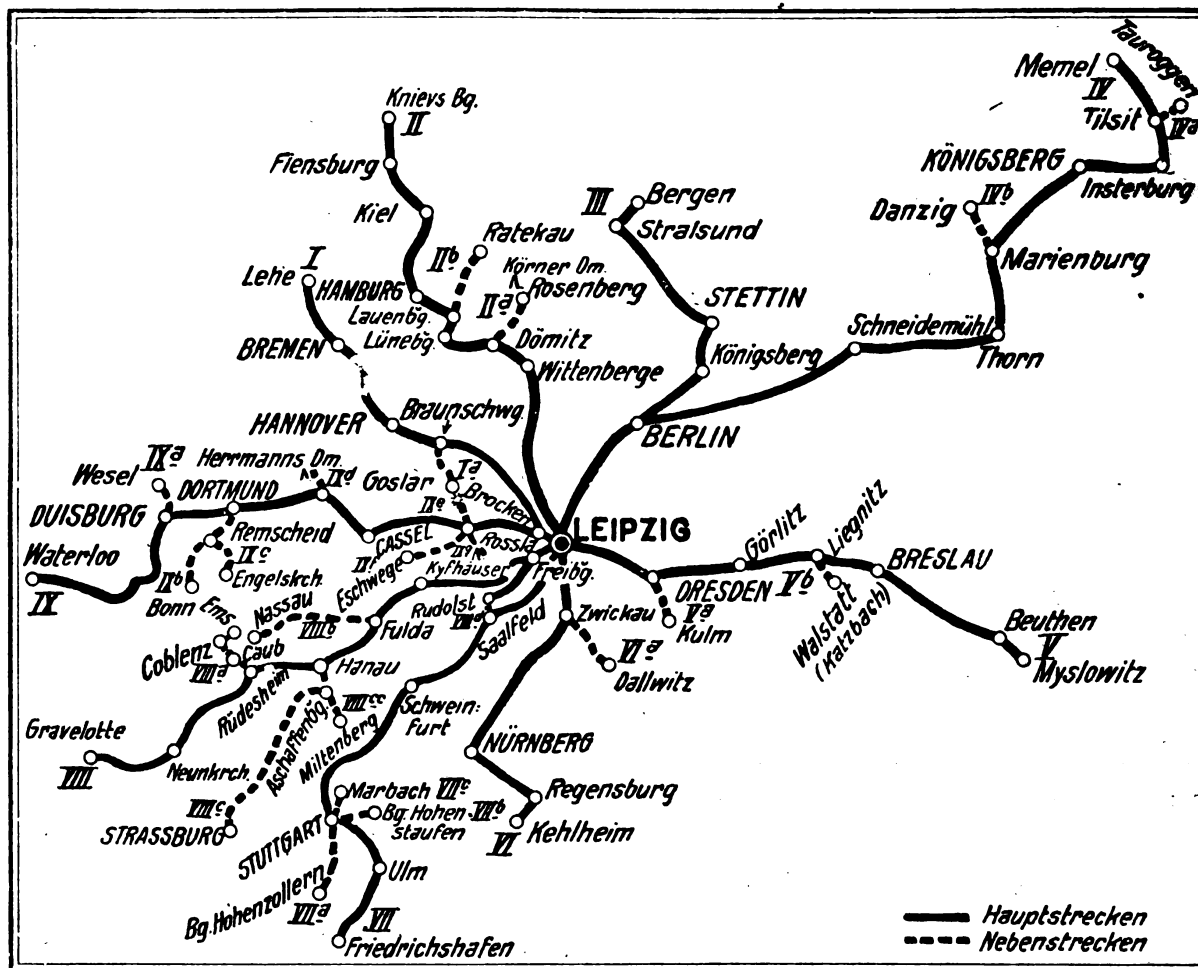 Tauroggen
Memel
IV
Tilsit
IVa
Knievs Bg.
II
Flensburg
KÖNIGSBERG
Insterburg
Bergen
III
Stralsund
Danzig
IVb
Kiel
Ratekau
IIb
Marienburg
I
Lehe
Körner Dm.
HAMBURG
IIa
Rosenberg
STETTIN
Lauenbg.
Lünebg.
Dömitz
Schneidemühl
BREMEN
Wittenberge
Königsberg
Thorn
Braunschwg.
HANNOVER
BERLIN
Herrmanns Dm.
IXa
Wesel
IXd
Goslar
Ia
DORTMUND
Brocken
DUISBURG
Remscheid
IXe
LEIPZIG
Görlitz
Liegnitz
Waterloo
IXc
CASSEL
Rossla
IX
IXb
Engelskch.
Eschwege
Kyfhäuser
Freibg.
DRESDEN
Vb
BRESLAU
Bonn
Ems
Nassau
VIIIb
Rudolst
Zwickau
Va
Walstatt
(Katzbach)
Beuthen
V
Coblenz
Caub
Fulda
Saalfeld
Kulm
VIIIa
Hanau
VIa
Myslowitz
Rüdesheim
Dallwitz
Schwein=
furt
Gravelotte
VIIIcc
Aschaffenbg.
Miltenberg
NÜRNBERG
VIII
Neunkrch.
VIIIc
Marbach VIIc
Regensburg
STRASSBURG
Bg. Hohen-
staufen
VIIb
VI
Kehlheim
STUTTGART
Ulm
Bg. Hohenzollern
VIIa
VII
Hauptstrecken
Friedrichshafen
Nebenstrecken